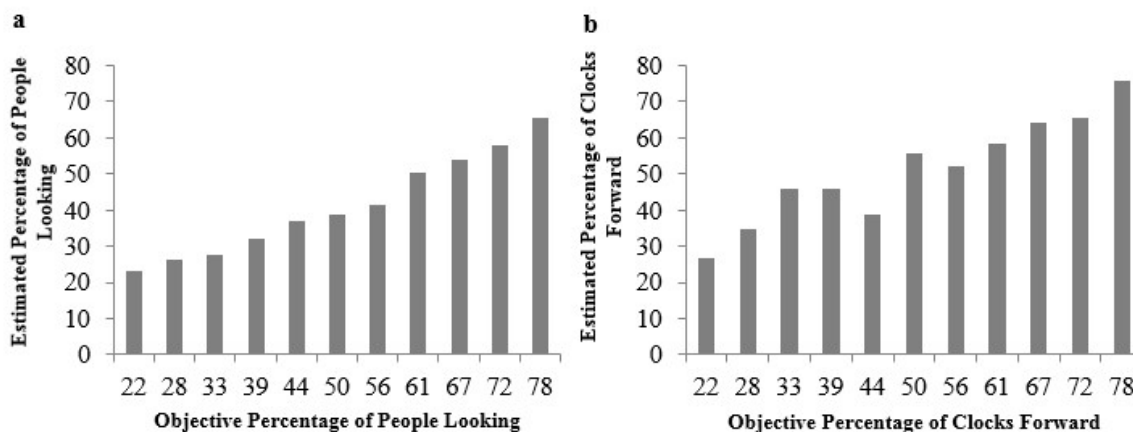 a
Estimated Percentage of People
Looking
80
70
60
50
40
30
20
10
0
22 28 33 39 44 50 56 61 67 72 78
Objective Percentage of People Looking
b
Estimated Percentage of Clocks
Forward
80
70
60
50
40
30
20
10
0
22 28 33 39 44 50 56 61 67 72 78
Objective Percentage of Clocks Forward